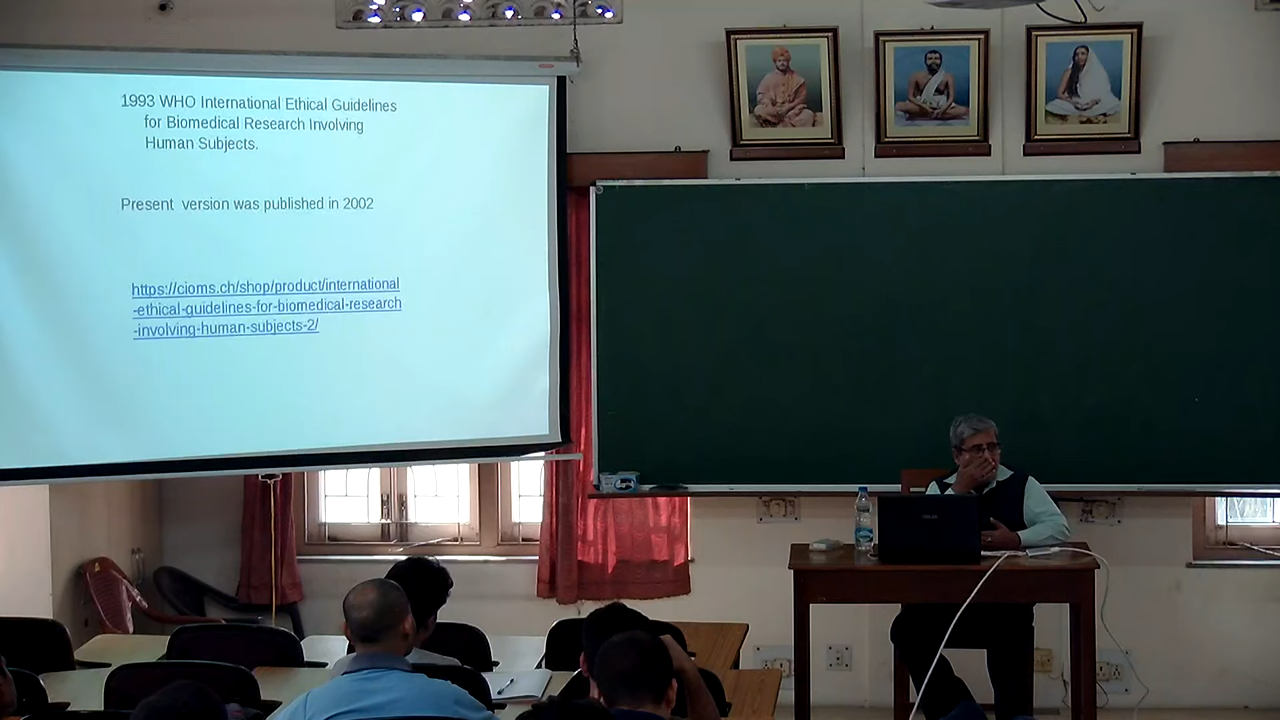 1993 WHO International Ethical Guidelines
for Biomedical Research Involving
Human Subjects.
Present version was published in 2002
https://cioms.ch/shop/product/international
-ethical-guidelines-for-biomedical-research
-involving-human-subjects-2/
ASUS